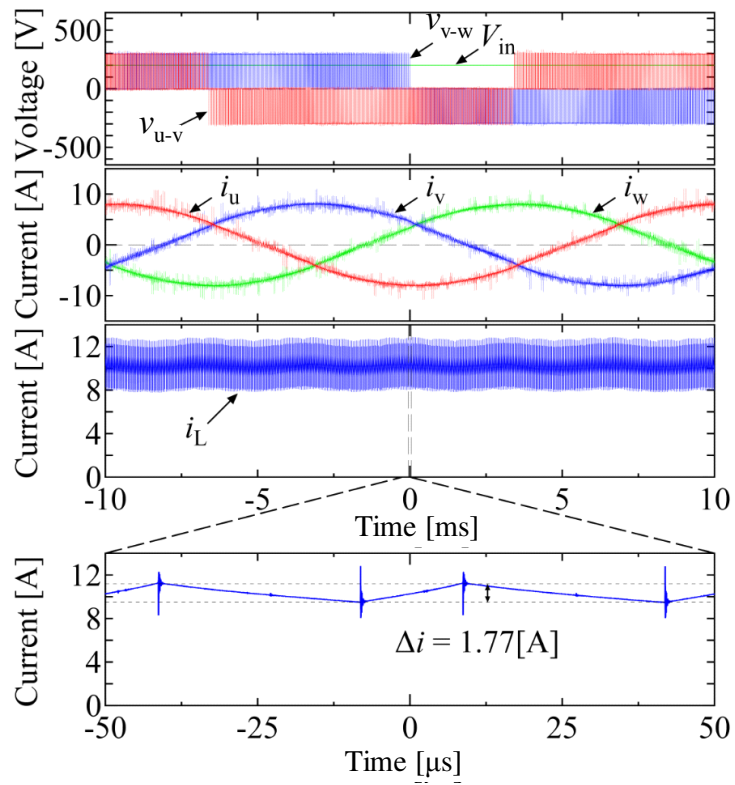 Voltage [V]
500
0
-500
v_v-w
V_in
v_u-v
Current [A]
10
0
-10
i_u
i_v
i_w
Current [A]
12
8
4
0
i_L
-10 -5 0 5 10
Time [ms]
Current [A]
12
8
4
0
Δi = 1.77[A]
-50 -25 0 25 50
Time [μs]